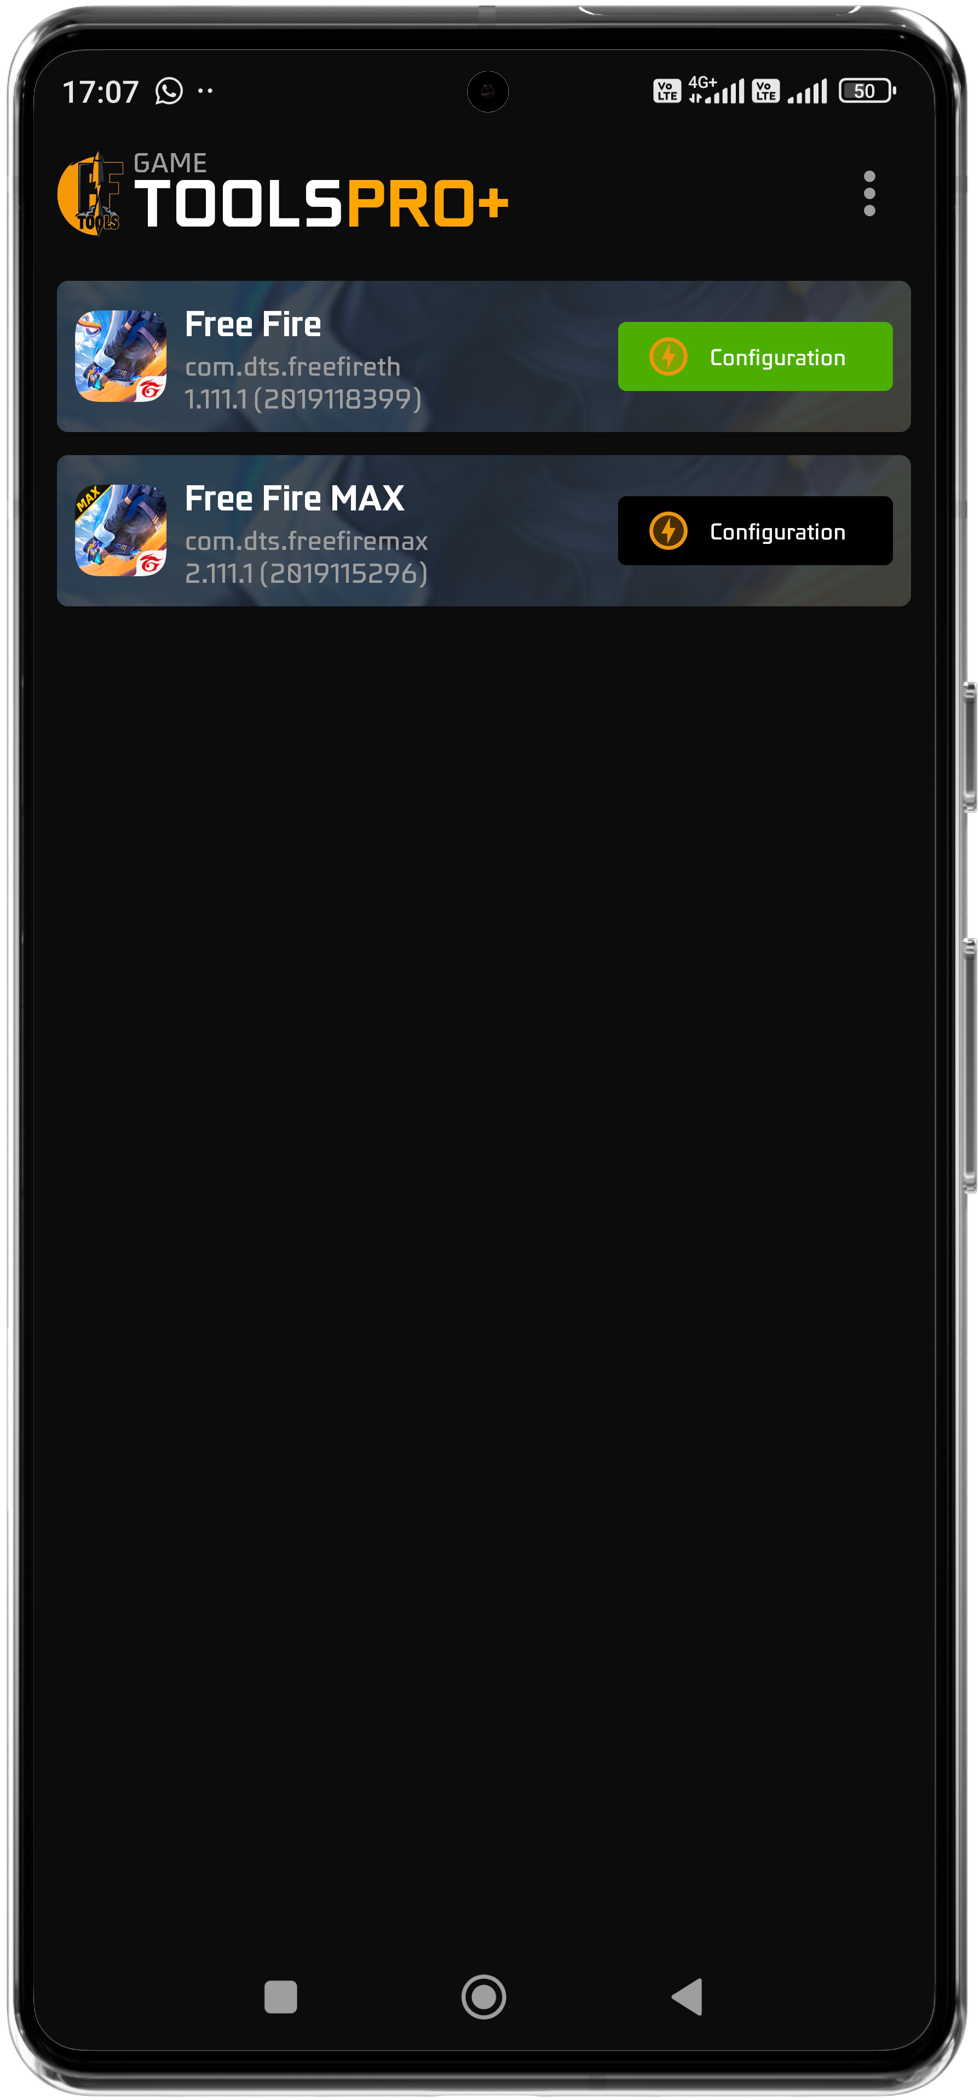 17:07
Vo LTE 4G+ Vo LTE 50
GAME
TOOLSPRO+
TOOLS
Free Fire
com.dts.freefireth
1.111.1 (2019118399)
Configuration
MAX
Free Fire MAX
com.dts.freefiremax
2.111.1 (2019115296)
Configuration